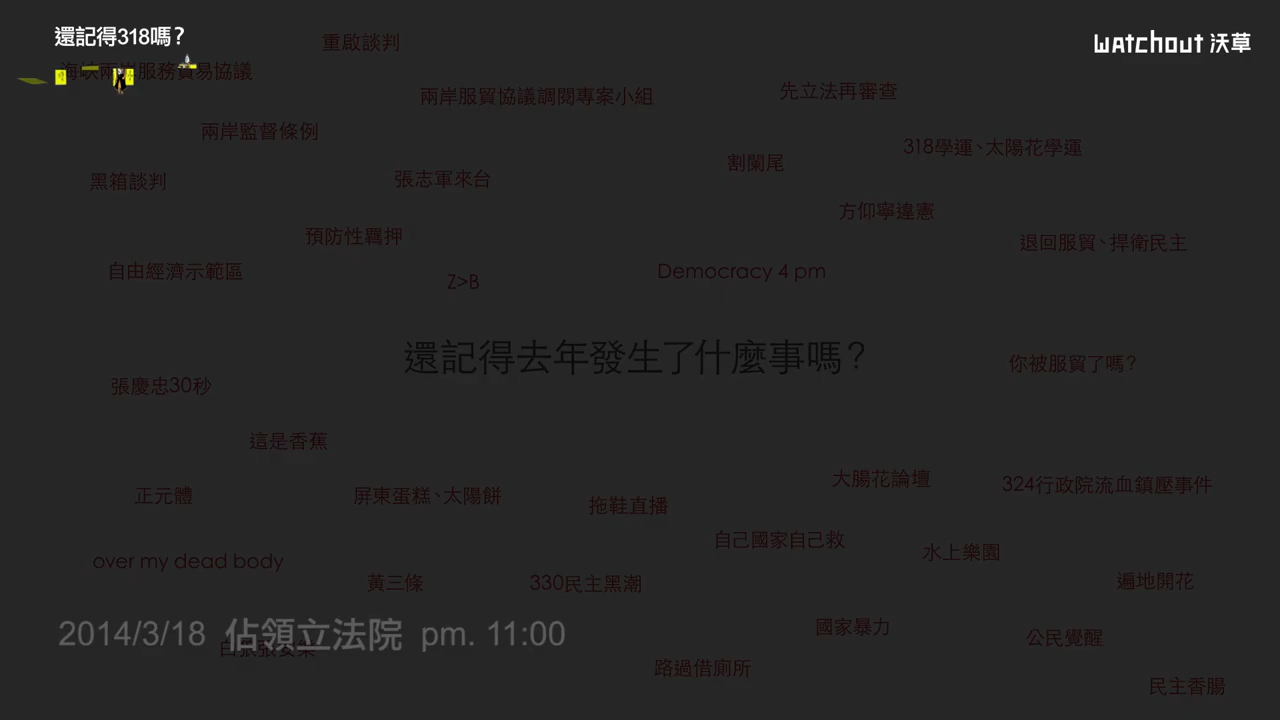 還記得318嗎？
watchout 沃草
重啟談判
海峽兩岸服務貿易協議
兩岸服貿協議調閱專案小組
先立法再審查
兩岸監督條例
318學運、太陽花學運
割闌尾
黑箱談判
張志軍來台
方仰寧違憲
預防性羈押
退回服貿、捍衛民主
自由經濟示範區
Z>B
Democracy 4 pm
還記得去年發生了什麼事嗎？
你被服貿了嗎？
張慶忠30秒
這是香蕉
大腸花論壇
324行政院流血鎮壓事件
正元體
屏東蛋糕、太陽餅
拖鞋直播
自己國家自己救
水上樂園
over my dead body
黃三條
330民主黑潮
遍地開花
2014/3/18 佔領立法院 pm. 11:00
國家暴力
公民覺醒
路過借廁所
民主香腸